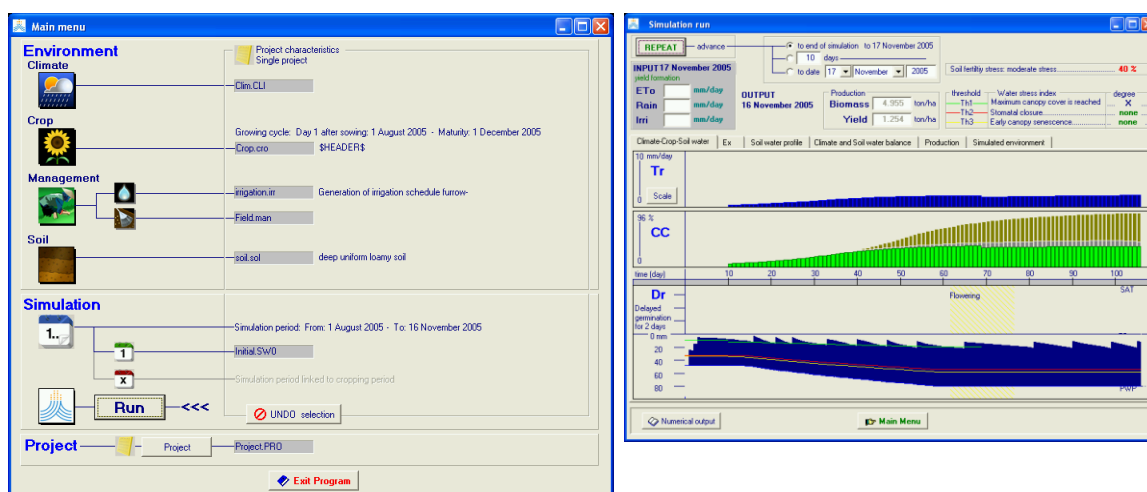 Main menu
Environment
Climate
Project characteristics
Single project
Clim.CLI
Crop
Growing cycle: Day 1 after sowing: 1 August 2005 - Maturity: 1 December 2005
Crop.cro $HEADER$
Management
irrigation.irr Generation of irrigation schedule furrow-
Field.man
Soil
soil.sol deep uniform loamy soil
Simulation
1..
Simulation period: From: 1 August 2005 - To: 16 November 2005
1
Initial.SW0
x
Simulation period linked to cropping period
Run <<<
UNDO selection
Project Project Project.PRO
Exit Program
Simulation run
REPEAT advance to end of simulation to 17 November 2005
10 days
to date 17 November 2005
INPUT 17 November 2005
yield formation
ETo mm/day
Rain mm/day
Irri mm/day
Soil fertility stress: moderate stress 40 %
OUTPUT
16 November 2005
Production
Biomass 4.955 ton/ha
Yield 1.254 ton/ha
threshold Water stress index degree
Th1 Maximum canopy cover is reached ... X
Th2 Stomatal closure none
Th3 Early canopy senescence none
Climate-Crop-Soil water Ex Soil water profile Climate and Soil water balance Production Simulated environment
10 mm/day
Tr
0 Scale
96 %
CC
0
time (day) 10 20 30 40 50 60 70 80 90 100
Dr Flowering SAT
Delayed
germination
for 2 days
0 mm
20
40
60
80 PWP
Numerical output Main Menu